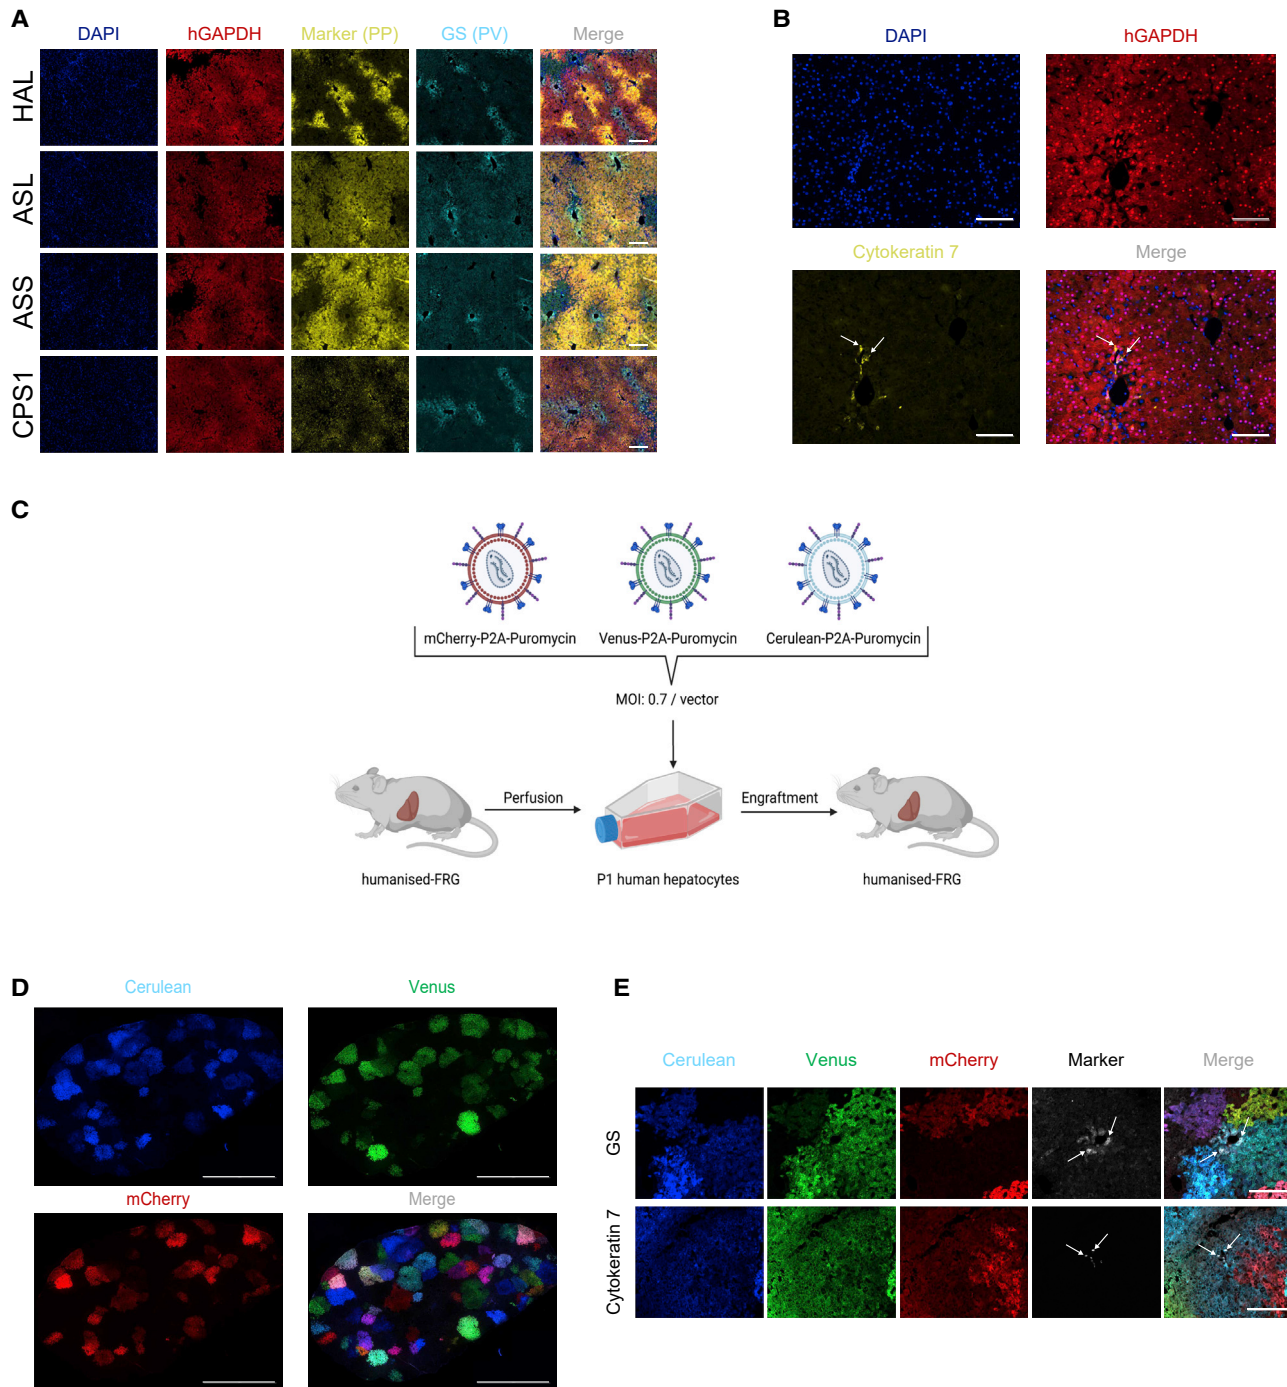 A
DAPI hGAPDH Marker (PP) GS (PV) Merge
HAL
ASL
ASS
CPS1
B
DAPI hGAPDH
Cytokeratin 7 Merge
C
mCherry-P2A-Puromycin Venus-P2A-Puromycin Cerulean-P2A-Puromycin
MOI: 0.7 / vector
Perfusion Engraftment
humanised-FRG P1 human hepatocytes humanised-FRG
D
Cerulean Venus
mCherry Merge
E
Cerulean Venus mCherry Marker Merge
GS
Cytokeratin 7